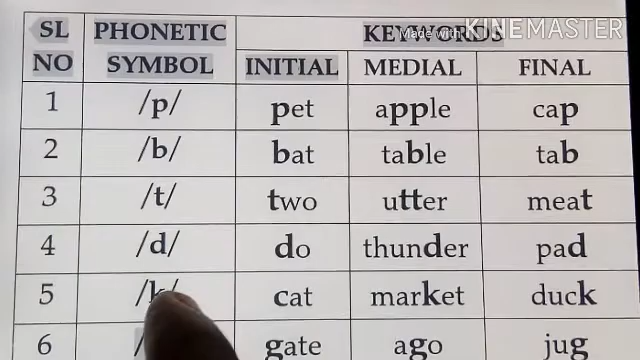 Made with KINEMASTER
SL NO PHONETIC SYMBOL KEYWORDS
INITIAL MEDIAL FINAL
1 /p/ pet apple cap
2 /b/ bat table tab
3 /t/ two utter meat
4 /d/ do thunder pad
5 /k/ cat market duck
6 / gate ago jug